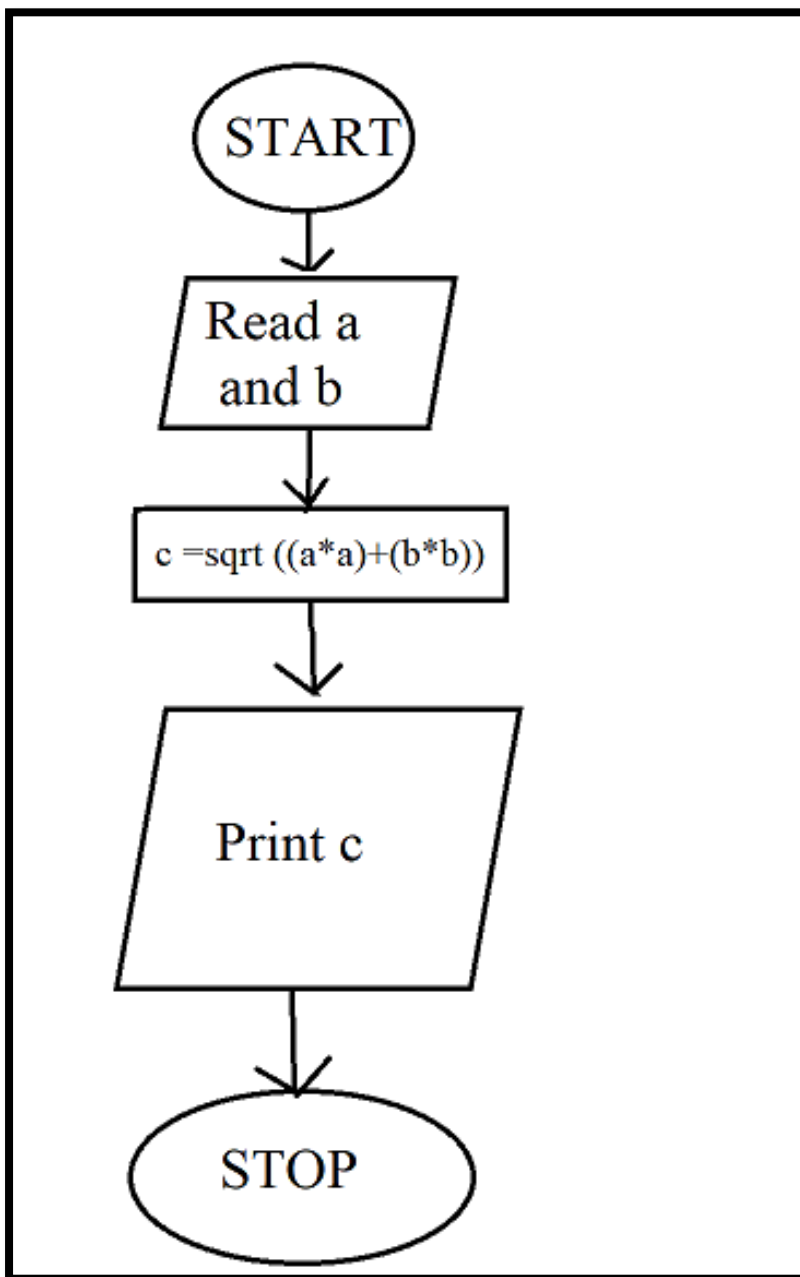 START
Read a
and b
c =sqrt ((a*a)+(b*b))
Print c
STOP